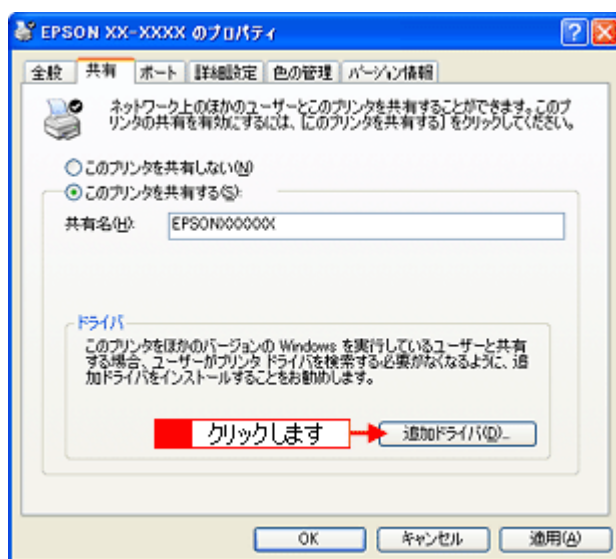 EPSON XX-XXXX のプロパティ
全般 共有 ポート 詳細設定 色の管理 バージョン情報
ネットワーク上のほかのユーザーとこのプリンタを共有することができます。このプ
リンタの共有を有効にするには、[このプリンタを共有する] をクリックしてください。
このプリンタを共有しない(N)
このプリンタを共有する(S):
共有名(H): EPSONXXXXXX
ドライバ
このプリンタをほかのバージョンの Windows を実行しているユーザーと共有
する場合、ユーザーがプリンタ ドライバを検索する必要がなくなるように、追
加ドライバをインストールすることをお勧めします。
クリックします 追加ドライバ(D)...
OK キャンセル 適用(A)